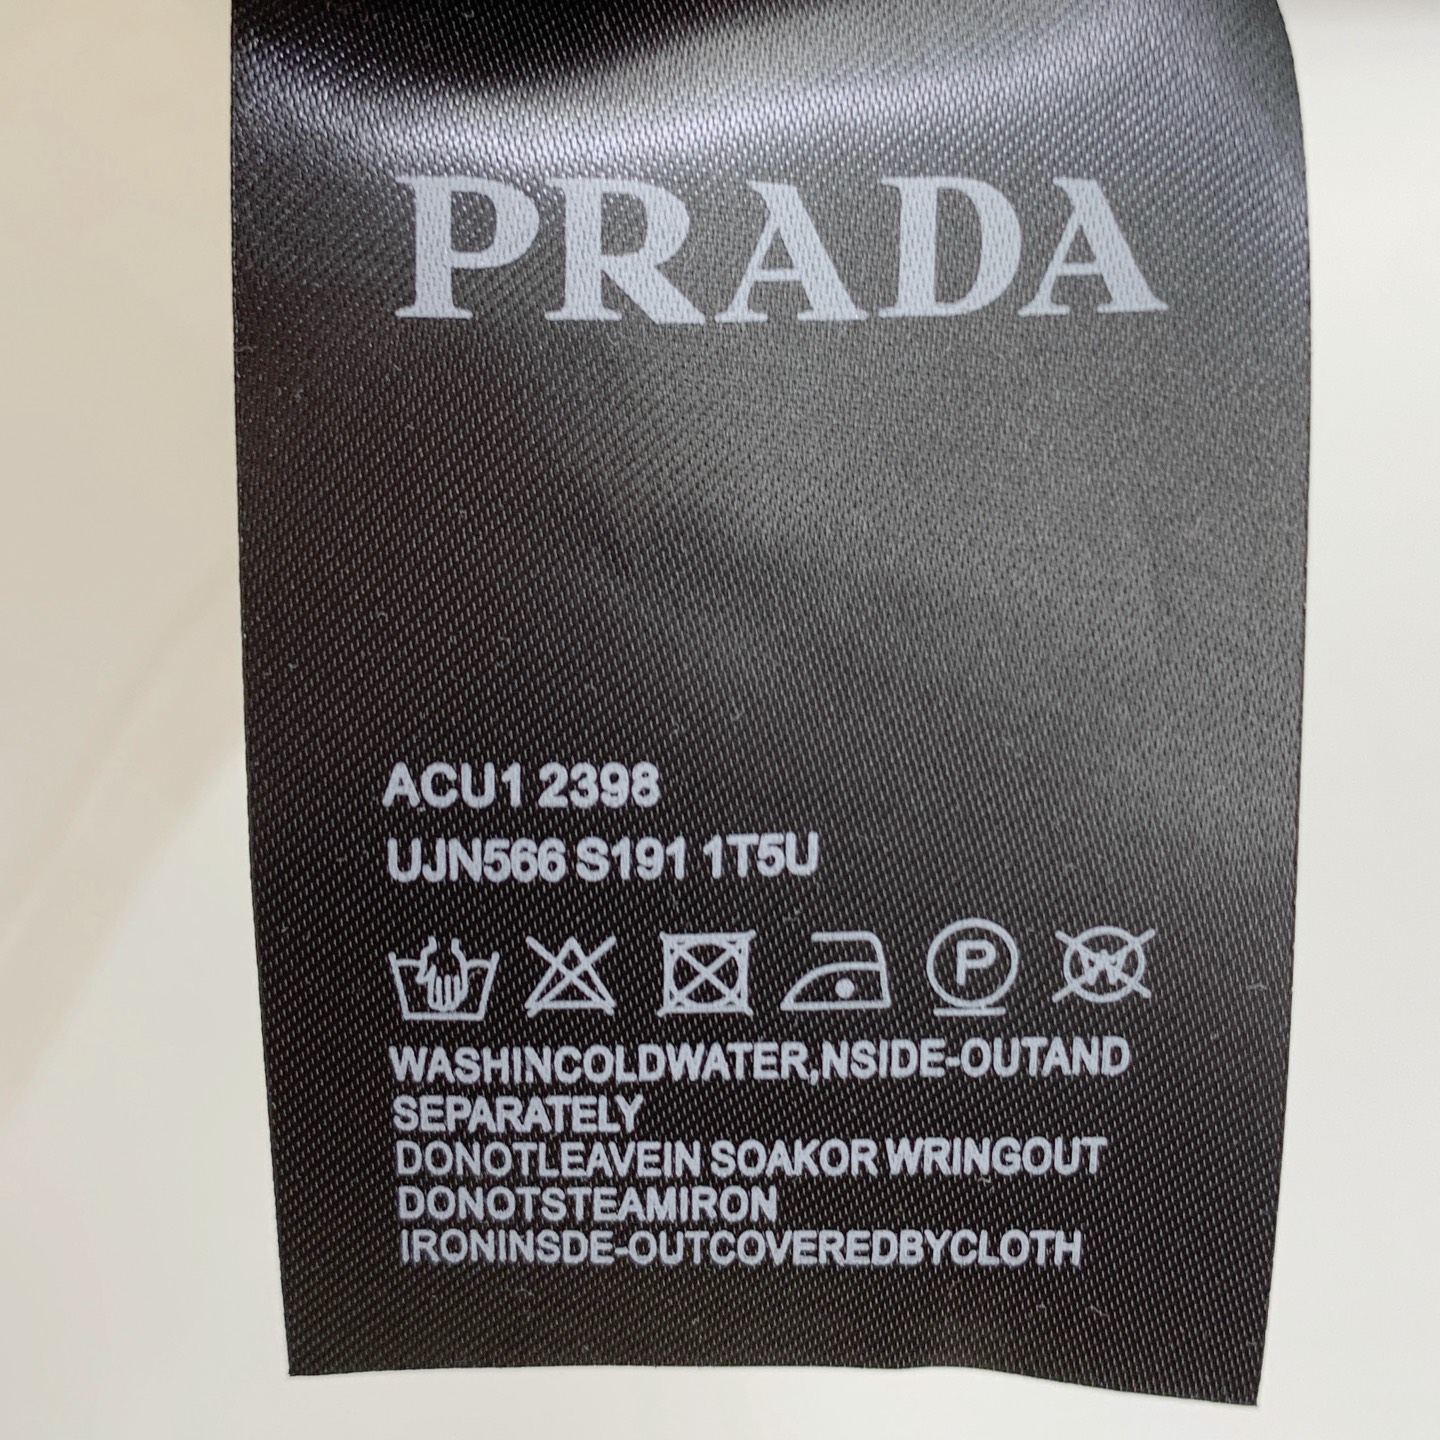 PRADA
ACU1 2398
UJN566 S191 1T5U
P W
WASHINCOLDWATER,NSIDE-OUTAND
SEPARATELY
DONOTLEAVEIN SOAKOR WRINGOUT
DONOTSTEAMIRON
IRONINSDE-OUTCOVEREDBYCLOTH